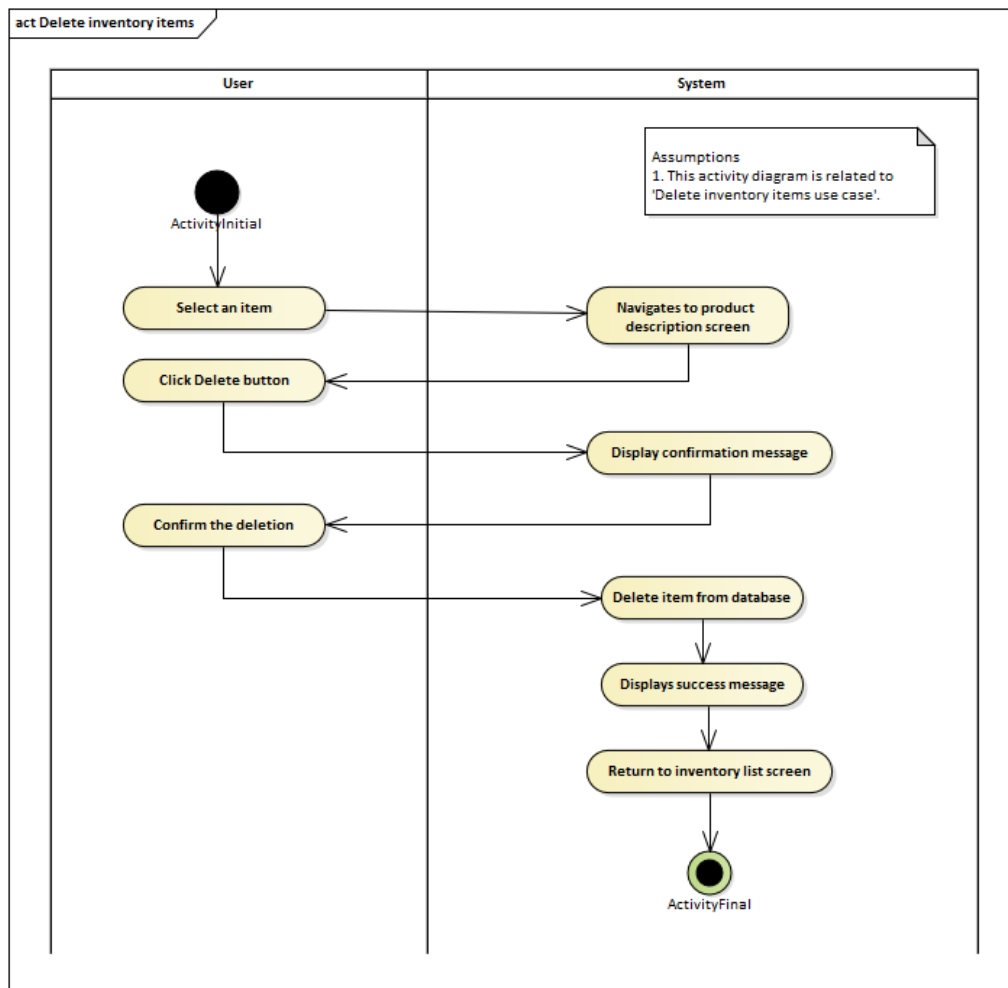 act Delete inventory items
User
System
Assumptions
1. This activity diagram is related to
'Delete inventory items use case'.
ActivityInitial
Select an item
Navigates to product
description screen
Click Delete button
Display confirmation message
Confirm the deletion
Delete item from database
Displays success message
Return to inventory list screen
ActivityFinal